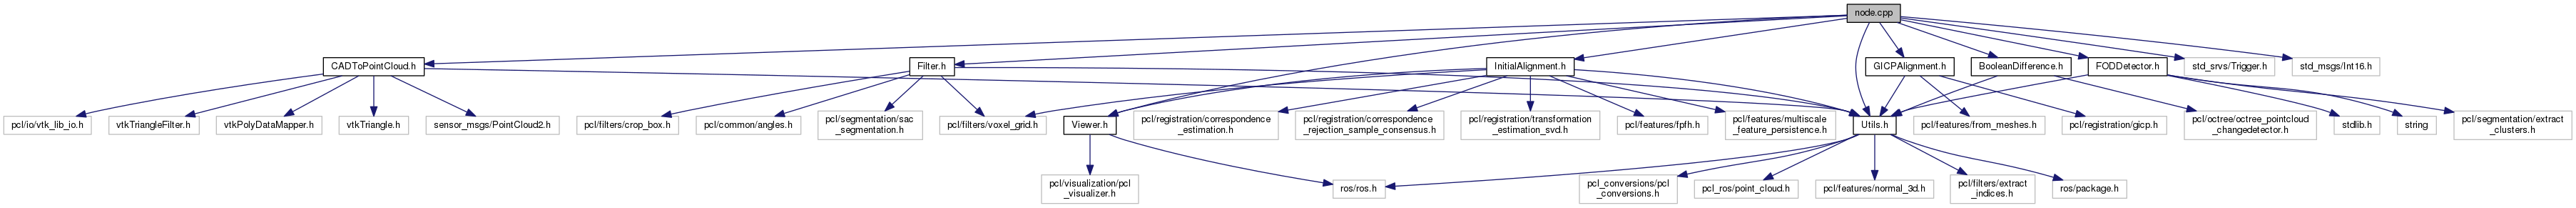 node.cpp
CADToPointCloud.h
Filter.h
InitialAlignment.h
GICPAlignment.h
BooleanDifference.h
FODDetector.h
std_srvs/Trigger.h
std_msgs/Int16.h
pcl/io/vtk_lib_io.h
vtkTriangleFilter.h
vtkPolyDataMapper.h
vtkTriangle.h
sensor_msgs/PointCloud2.h
pcl/filters/crop_box.h
pcl/common/angles.h
pcl/segmentation/sac
_segmentation.h
pcl/filters/voxel_grid.h
Viewer.h
pcl/registration/correspondence
_estimation.h
pcl/registration/correspondence
_rejection_sample_consensus.h
pcl/registration/transformation
_estimation_svd.h
pcl/features/fpfh.h
pcl/features/multiscale
_feature_persistence.h
Utils.h
pcl/features/from_meshes.h
pcl/registration/gicp.h
pcl/octree/octree_pointcloud
_changedetector.h
stdlib.h
string
pcl/segmentation/extract
_clusters.h
pcl/visualization/pcl
_visualizer.h
ros/ros.h
pcl_conversions/pcl
_conversions.h
pcl_ros/point_cloud.h
pcl/features/normal_3d.h
pcl/filters/extract
_indices.h
ros/package.h